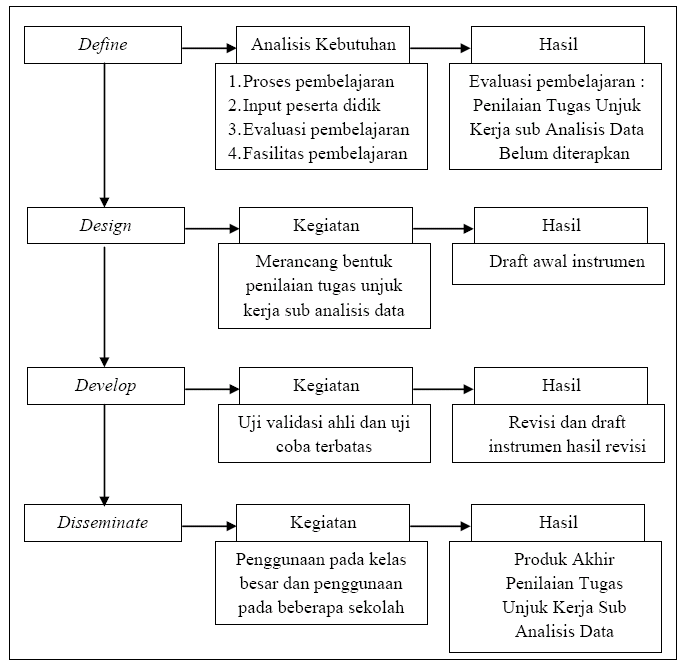 Define
Analisis Kebutuhan
Hasil
1.Proses pembelajaran
2.Input peserta didik
3.Evaluasi pembelajaran
4.Fasilitas pembelajaran
Evaluasi pembelajaran :
Penilaian Tugas Unjuk
Kerja sub Analisis Data
Belum diterapkan
Design
Kegiatan
Hasil
Merancang bentuk
penilaian tugas unjuk
kerja sub analisis data
Draft awal instrumen
Develop
Kegiatan
Hasil
Uji validasi ahli dan uji
coba terbatas
Revisi dan draft
instrumen hasil revisi
Disseminate
Kegiatan
Hasil
Penggunaan pada kelas
besar dan penggunaan
pada beberapa sekolah
Produk Akhir
Penilaian Tugas
Unjuk Kerja Sub
Analisis Data